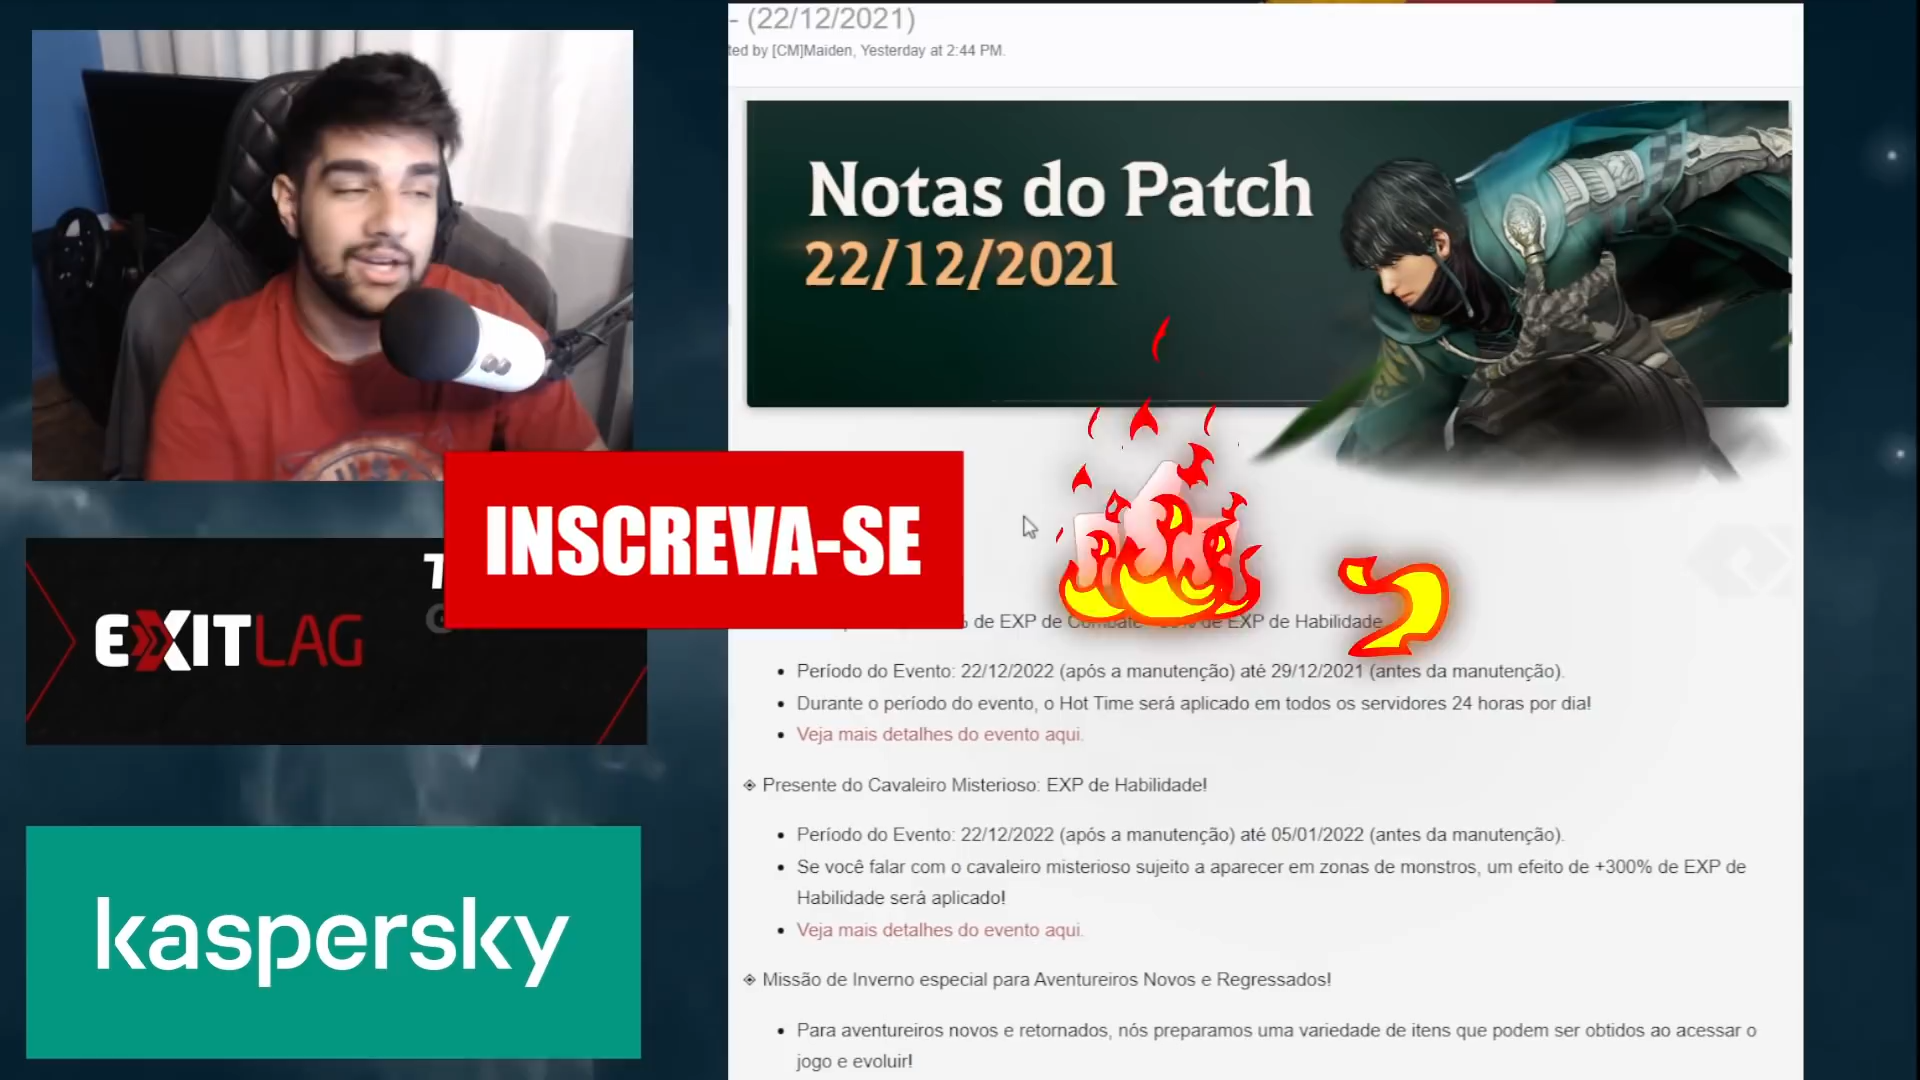 - (22/12/2021)
ted by [CM]Maiden, Yesterday at 2:44 PM.
Notas do Patch
22/12/2021
INSCREVA-SE
EXITLAG
kaspersky
de EXP de Combate
de EXP de Habilidade
• Período do Evento: 22/12/2022 (após a manutenção) até 29/12/2021 (antes da manutenção).
• Durante o período do evento, o Hot Time será aplicado em todos os servidores 24 horas por dia!
• Veja mais detalhes do evento aqui.
◈ Presente do Cavaleiro Misterioso: EXP de Habilidade!
• Período do Evento: 22/12/2022 (após a manutenção) até 05/01/2022 (antes da manutenção).
• Se você falar com o cavaleiro misterioso sujeito a aparecer em zonas de monstros, um efeito de +300% de EXP de
Habilidade será aplicado!
• Veja mais detalhes do evento aqui.
◈ Missão de Inverno especial para Aventureiros Novos e Regressados!
• Para aventureiros novos e retornados, nós preparamos uma variedade de itens que podem ser obtidos ao acessar o
jogo e evoluir!